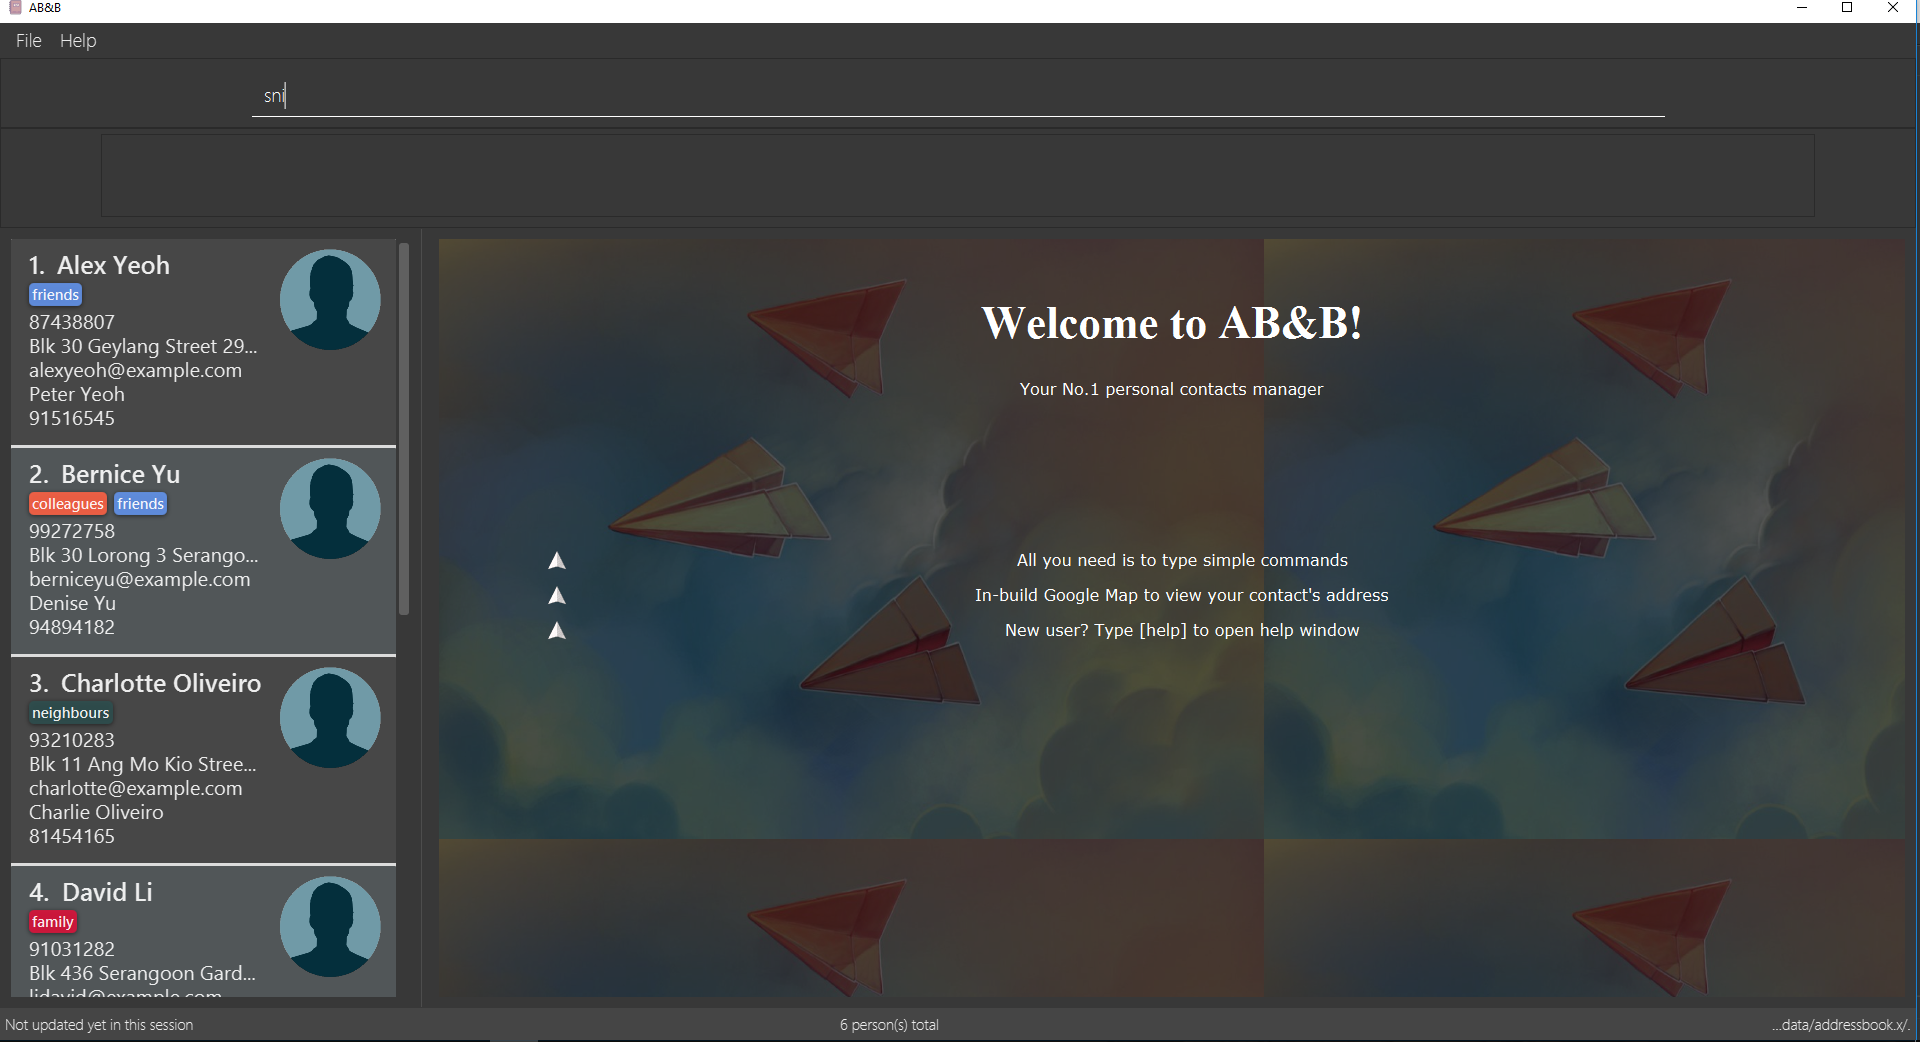 AB&B
File Help
sni
1. Alex Yeoh
friends
87438807
Blk 30 Geylang Street 29...
alexyeoh@example.com
Peter Yeoh
91516545
2. Bernice Yu
colleagues friends
99272758
Blk 30 Lorong 3 Serango...
berniceyu@example.com
Denise Yu
94894182
3. Charlotte Oliveiro
neighbours
93210283
Blk 11 Ang Mo Kio Stree...
charlotte@example.com
Charlie Oliveiro
81454165
4. David Li
family
91031282
Blk 436 Serangoon Gard...
lidavid@example.com
Welcome to AB&B!
Your No.1 personal contacts manager
All you need is to type simple commands
In-build Google Map to view your contact's address
New user? Type [help] to open help window
Not updated yet in this session
6 person(s) total
...data/addressbook.x/.